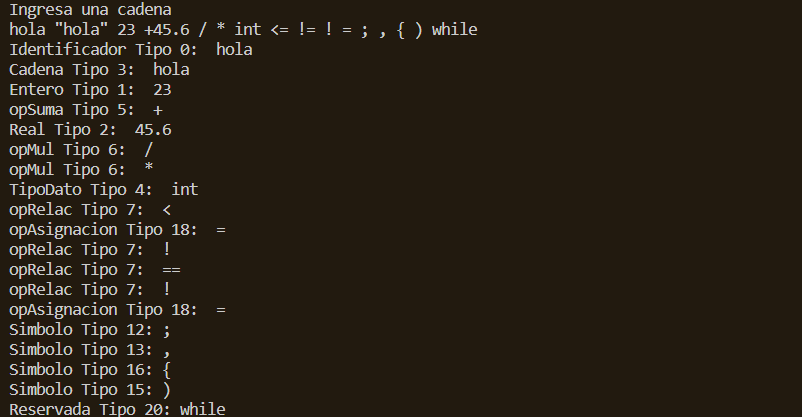 Ingresa una cadena
hola "hola" 23 +45.6 / * int <= != ! = ; , { ) while
Identificador Tipo 0:  hola
Cadena Tipo 3:  hola
Entero Tipo 1:  23
opSuma Tipo 5:  +
Real Tipo 2:  45.6
opMul Tipo 6:  /
opMul Tipo 6:  *
TipoDato Tipo 4:  int
opRelac Tipo 7:  <
opAsignacion Tipo 18:  =
opRelac Tipo 7:  !
opRelac Tipo 7:  ==
opRelac Tipo 7:  !
opAsignacion Tipo 18:  =
Simbolo Tipo 12: ;
Simbolo Tipo 13: ,
Simbolo Tipo 16: {
Simbolo Tipo 15: )
Reservada Tipo 20: while